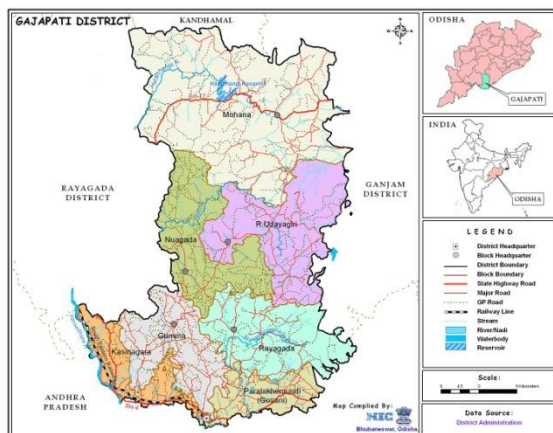 GAJAPATI DISTRICT
KANDHAMAL
ODISHA
GAJAPATI
INDIA
ODISHA
Mohana
RAYAGADA
DISTRICT
GANJAM
DISTRICT
R.Udayagiri
Nuagada
Gumma
Kasinagara
Rayagada
Paralakhemundi
(Gosani)
ANDHRA
PRADESH
LEGEND
District Headquarter
Block Headquarter
District Boundary
Block Boundary
State Highway Road
Major Road
GP Road
Railway Line
Stream
River/Nadi
Waterbody
Reservoir
Scale:
Map Complied By:
NIC
Bhubaneswar, Odisha
Data Source:
District Administration